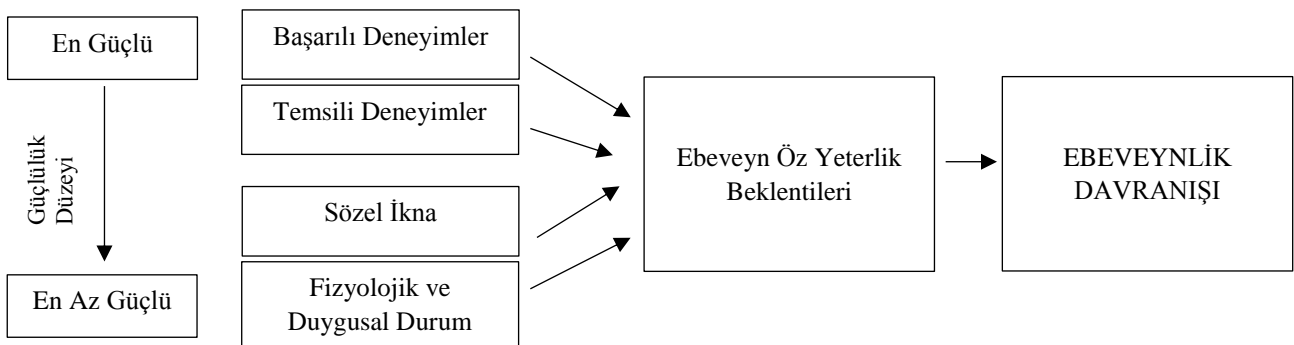 En Güçlü
Güçlülük
Düzeyi
En Az Güçlü
Başarılı Deneyimler
Temsili Deneyimler
Sözel İkna
Fizyolojik ve
Duygusal Durum
Ebeveyn Öz Yeterlik
Beklentileri
EBEVEYNLİK
DAVRANIŞI